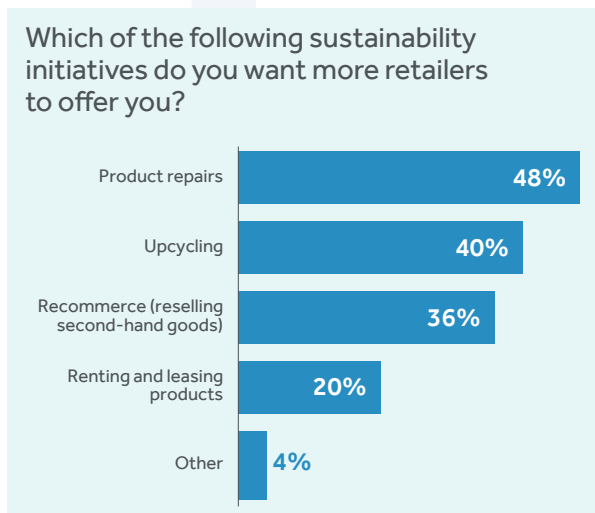 Which of the following sustainability
initiatives do you want more retailers
to offer you?
Product repairs
48%
Upcycling
40%
Recommerce (reselling
second-hand goods)
36%
Renting and leasing
products
20%
Other
4%